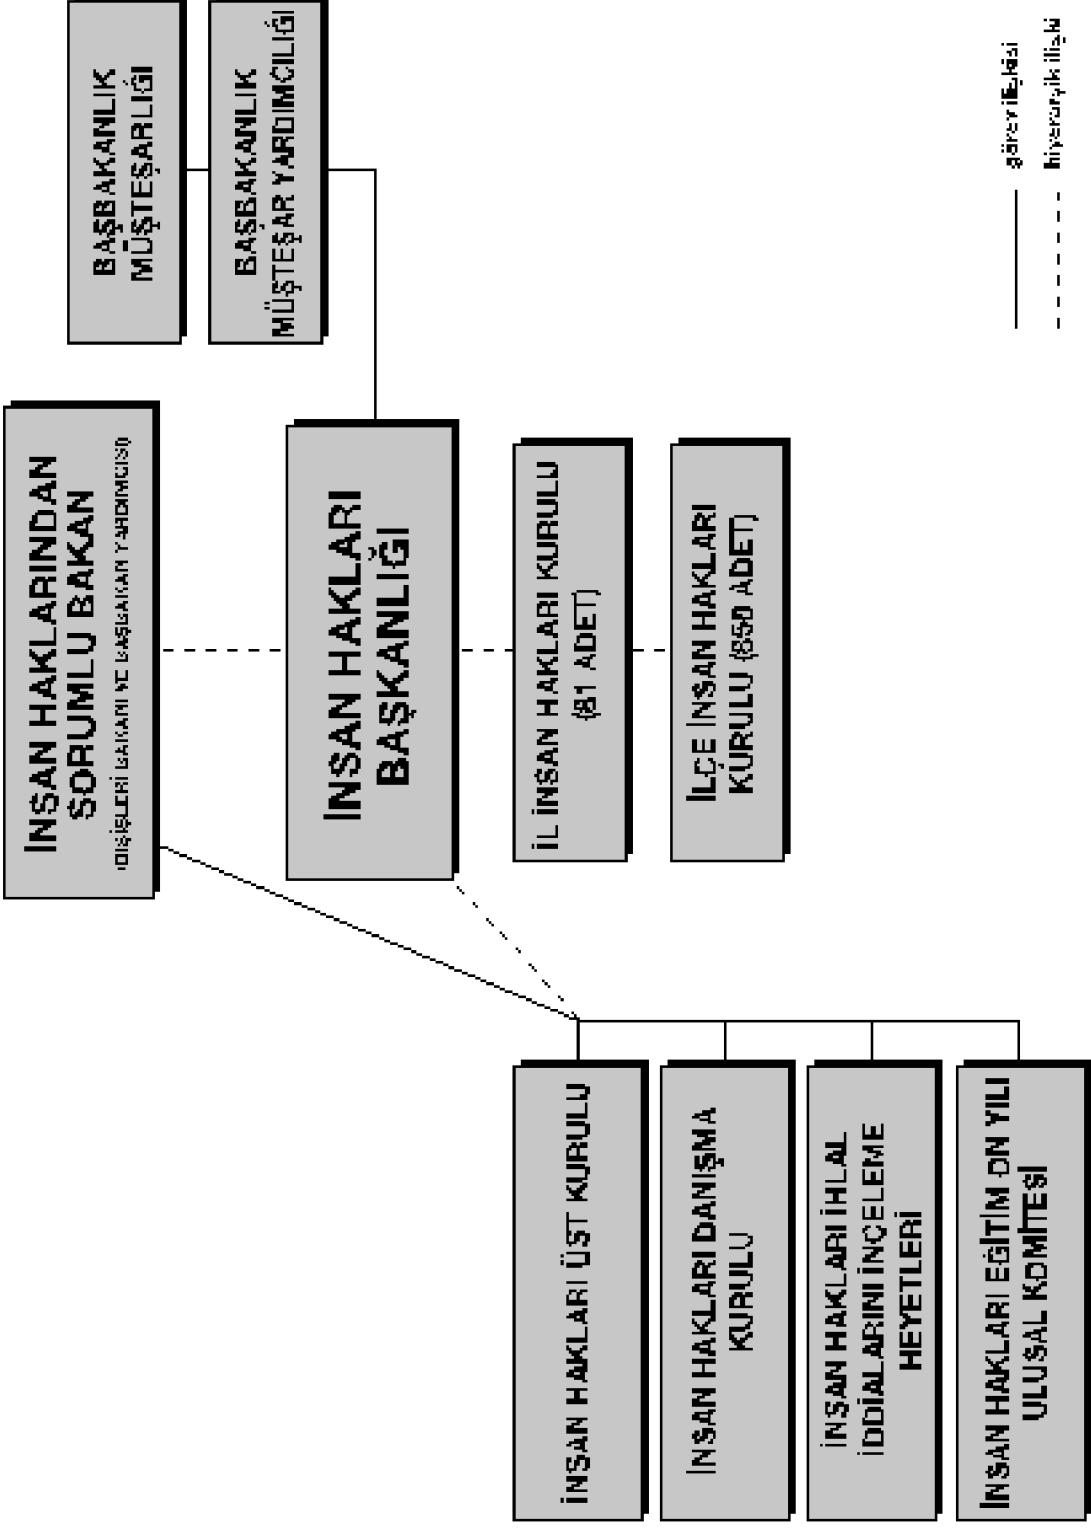 İNSAN HAKLARINDAN
SORUMLU BAKAN
(DIŞİŞLERİ BAKANI VE BAŞBAKAN YARDIMCISI)
BAŞBAKANLIK
MÜSTEŞARLIĞI
BAŞBAKANLIK
MÜSTEŞAR YARDIMCILIĞI
İNSAN HAKLARI
BAŞKANLIĞI
İL İNSAN HAKLARI KURULU
(81 ADET)
İLÇE İNSAN HAKLARI
KURULU (850 ADET)
İNSAN HAKLARI ÜST KURULU
İNSAN HAKLARI DANIŞMA
KURULU
İNSAN HAKLARI İHLAL
İDDİALARINI İNCELEME
HEYETLERİ
İNSAN HAKLARI EĞİTİM ON YILI
ULUSAL KOMİTESİ
görev ilişkisi
hiyerarşik ilişki